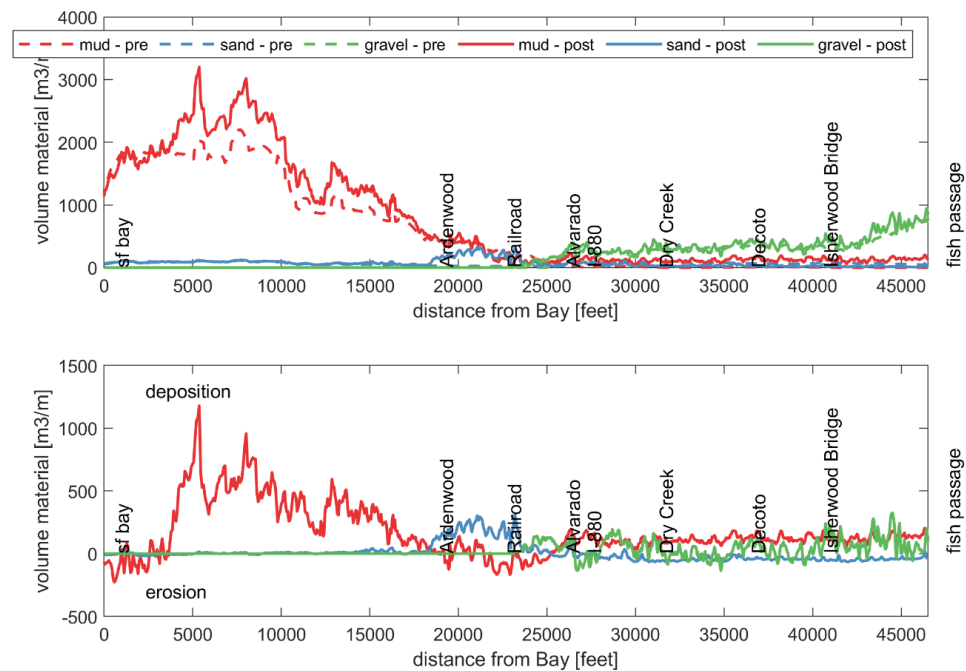 4000
mud - pre sand - pre gravel - pre mud - post sand - post gravel - post
3000
2000
1000
0
volume material [m3/m]
sf bay
Ardenwood
Railroad
Alvarado
I-880
Dry Creek
Decoto
Isherwood Bridge
fish passage
0 5000 10000 15000 20000 25000 30000 35000 40000 45000
distance from Bay [feet]
1500
1000
500
0
-500
volume material [m3/m]
deposition
erosion
sf bay
Ardenwood
Railroad
Alvarado
I-880
Dry Creek
Decoto
Isherwood Bridge
fish passage
0 5000 10000 15000 20000 25000 30000 35000 40000 45000
distance from Bay [feet]